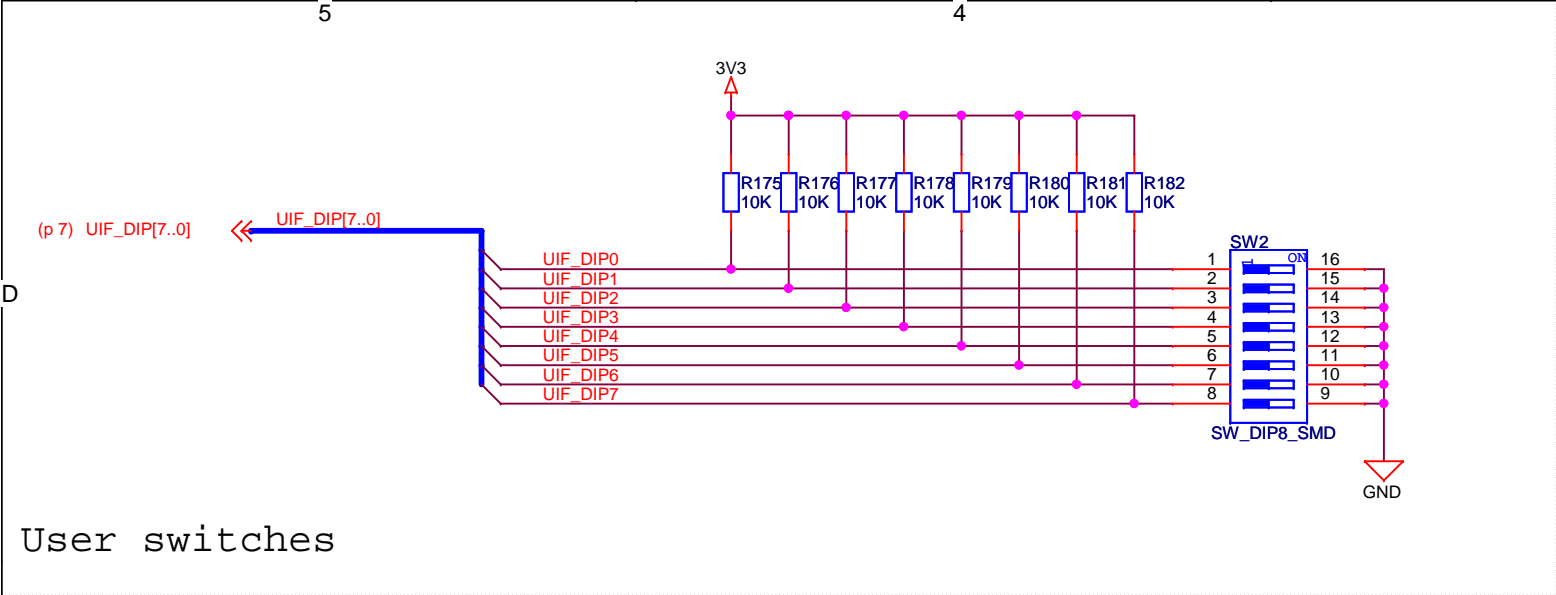 5 4
3V3
R175 R176 R177 R178 R179 R180 R181 R182
10K 10K 10K 10K 10K 10K 10K 10K
(p 7) UIF_DIP[7..0] UIF_DIP[7..0]
SW2
UIF_DIP0 1 1 ON 16
UIF_DIP1 2 15
UIF_DIP2 3 14
D
UIF_DIP3 4 13
UIF_DIP4 5 12
UIF_DIP5 6 11
UIF_DIP6 7 10
UIF_DIP7 8 9
SW_DIP8_SMD
GND
User switches